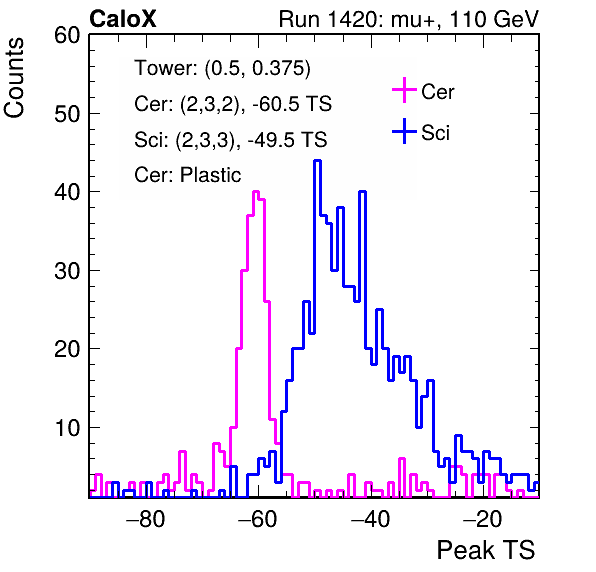 CaloX Run 1420: mu+, 110 GeV
Counts
60
50
40
30
20
10
Tower: (0.5, 0.375)
Cer: (2,3,2), -60.5 TS
Sci: (2,3,3), -49.5 TS
Cer: Plastic
Cer
Sci
−80 −60 −40 −20
Peak TS